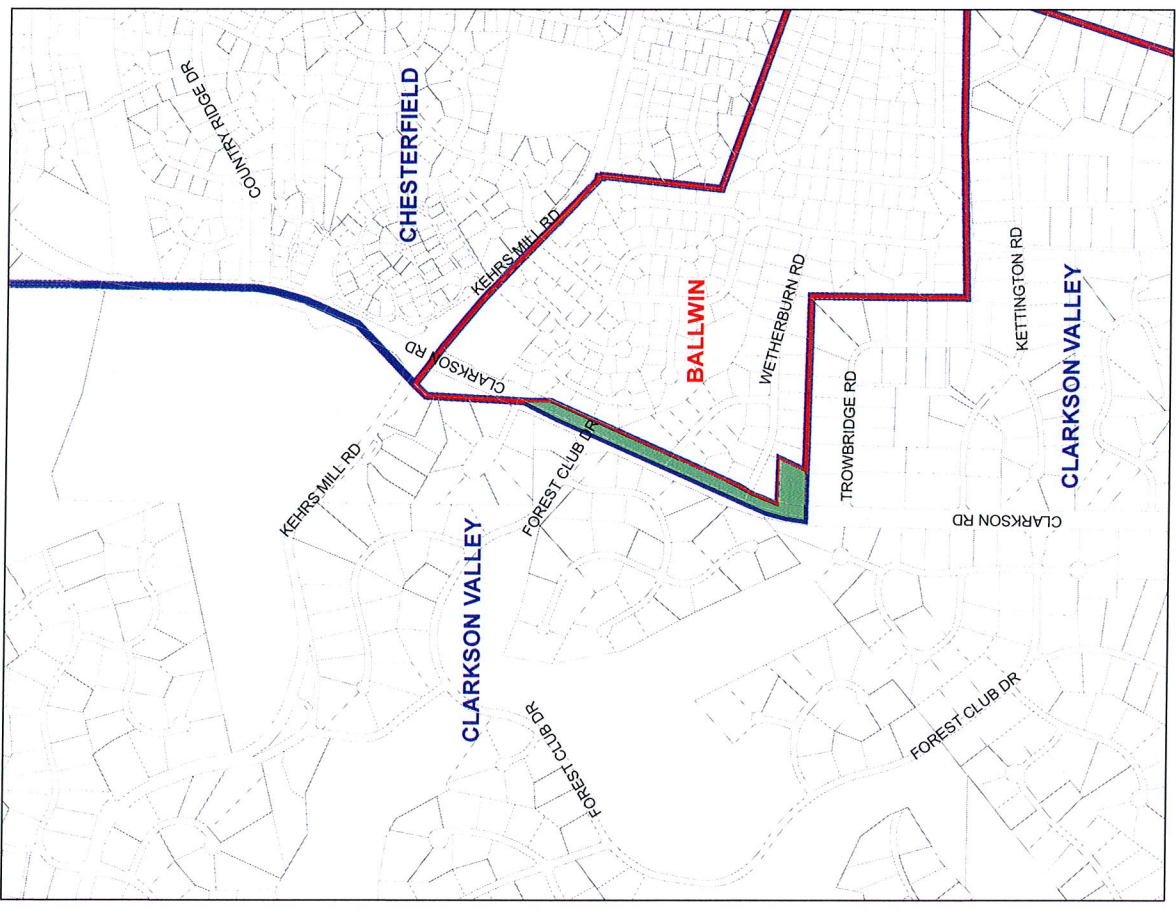 COUNTRY RIDGE DR
CHESTERFIELD
KEHRS MILL RD
CLARKSON RD
CLARKSON
BALLWIN
WETHERBURN RD
KETTINGTON RD
CLARKSON VALLEY
TROWBRIDGE RD
KEHRS MILL RD
FOREST CLUB DR
CLARKSON RD
CLARKSON VALLEY
FOREST CLUB DR
FOREST CLUB DR